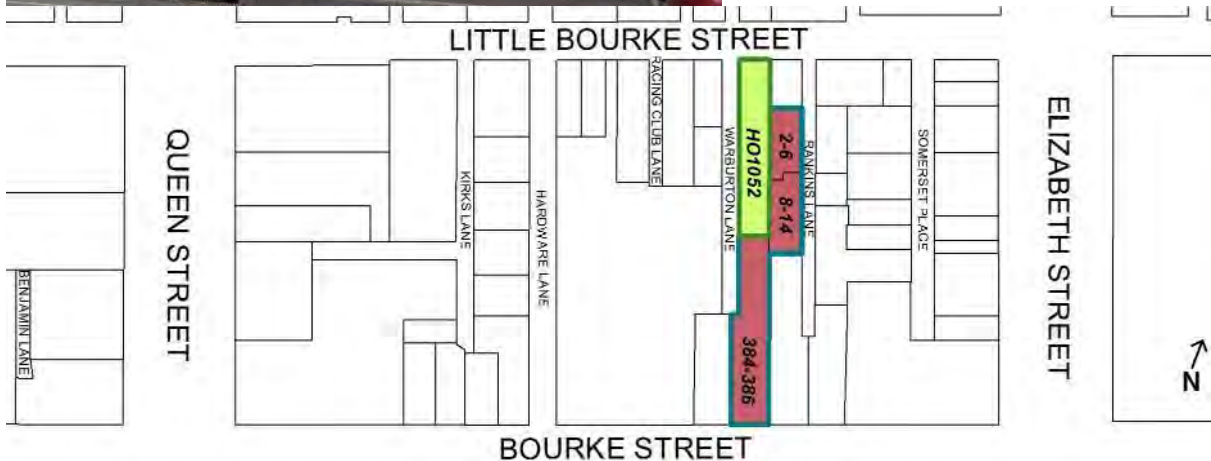 LITTLE BOURKE STREET
QUEEN STREET
BENJAMIN LANE
KIRKS LANE
HARDWARE LANE
RACING CLUB LANE
WARBURTON LANE
HO1052
2-6
8-14
RANKINS LANE
SOMERSET PLACE
ELIZABETH STREET
384-386
N
BOURKE STREET